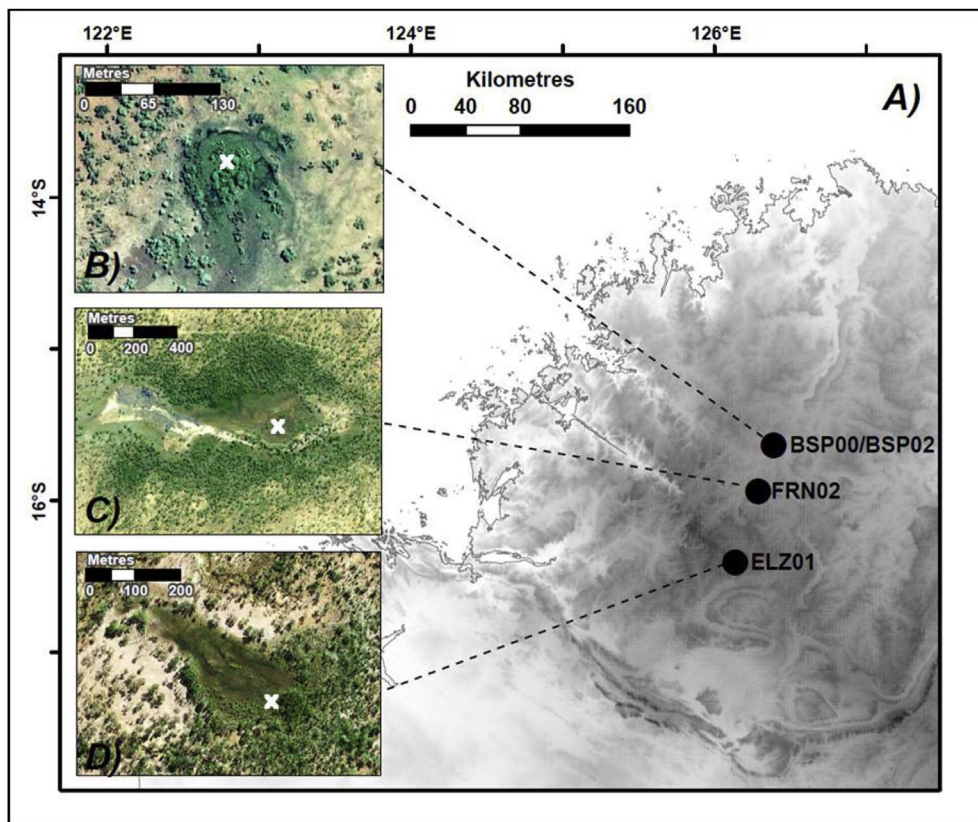 122°E 124°E 126°E
Metres
0 65 130
B)
Kilometres
0 40 80 160
A)
14°S
Metres
0 200 400
C)
BSP00/BSP02
FRN02
16°S
Metres
0 100 200
D)
ELZ01